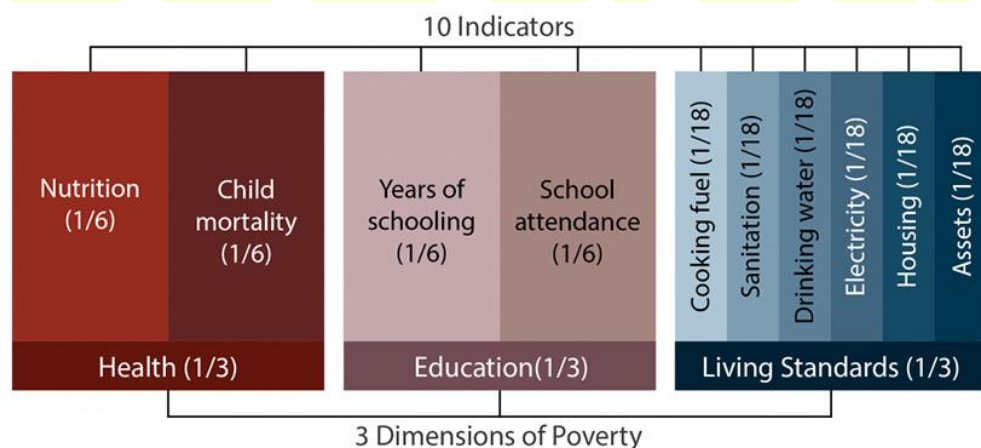 10 Indicators
Nutrition
(1/6)
Child
mortality
(1/6)
Years of
schooling
(1/6)
School
attendance
(1/6)
Cooking fuel (1/18)
Sanitation (1/18)
Drinking water (1/18)
Electricity (1/18)
Housing (1/18)
Assets (1/18)
Health (1/3)
Education(1/3)
Living Standards (1/3)
3 Dimensions of Poverty